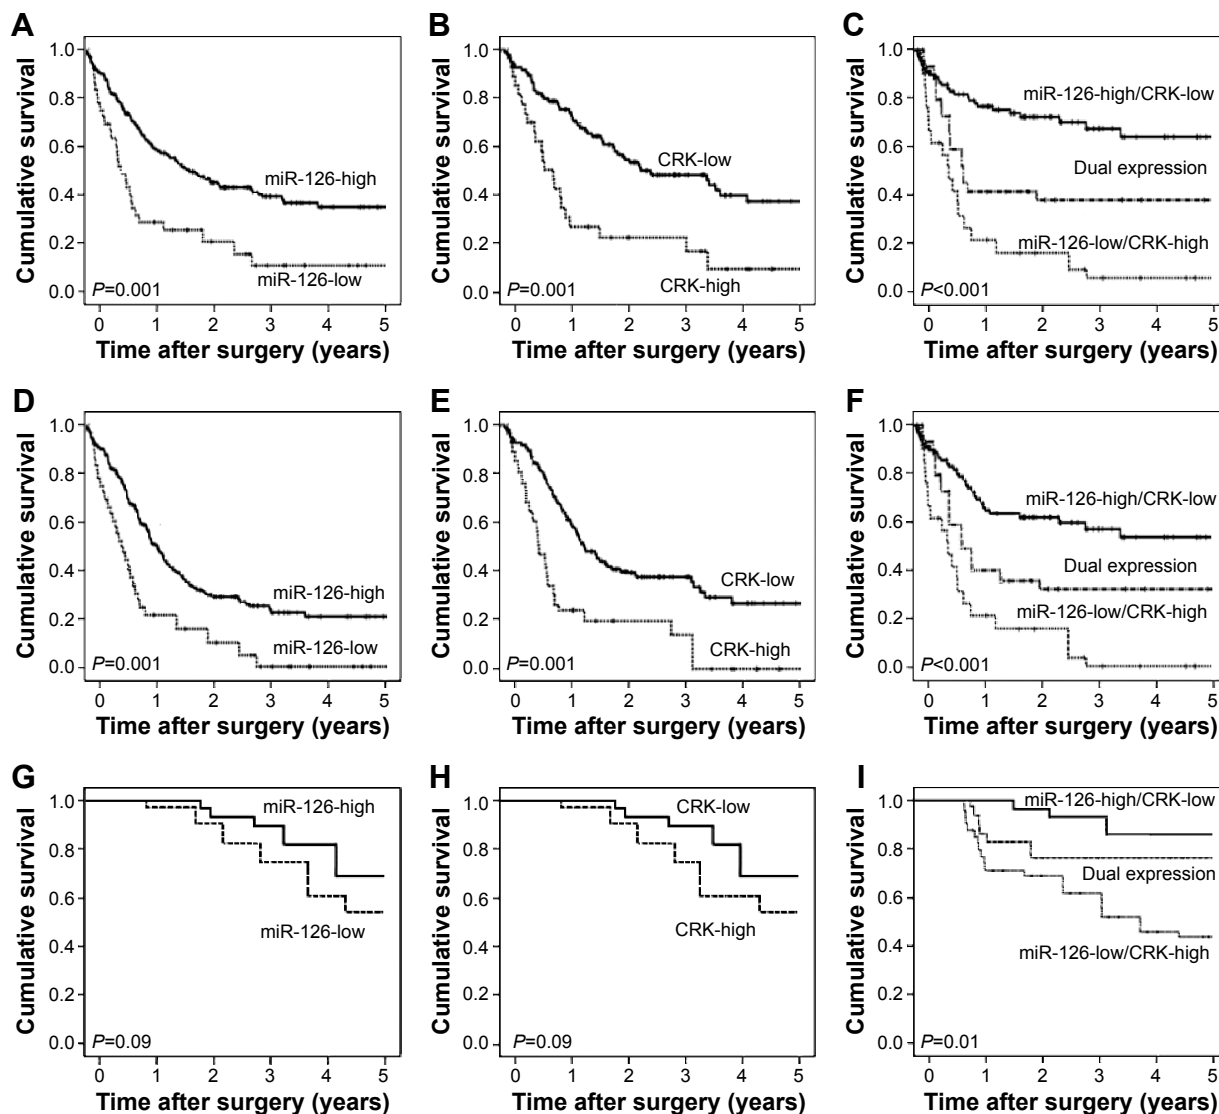 A
Cumulative survival
1.0
0.8
0.6
0.4
0.2
0.0
miR-126-high
miR-126-low
P=0.001
0 1 2 3 4 5
Time after surgery (years)
B
Cumulative survival
1.0
0.8
0.6
0.4
0.2
0.0
CRK-low
CRK-high
P=0.001
0 1 2 3 4 5
Time after surgery (years)
C
Cumulative survival
1.0
0.8
0.6
0.4
0.2
0.0
miR-126-high/CRK-low
Dual expression
miR-126-low/CRK-high
P<0.001
0 1 2 3 4 5
Time after surgery (years)
D
Cumulative survival
1.0
0.8
0.6
0.4
0.2
0.0
miR-126-high
miR-126-low
P=0.001
0 1 2 3 4 5
Time after surgery (years)
E
Cumulative survival
1.0
0.8
0.6
0.4
0.2
0.0
CRK-low
CRK-high
P=0.001
0 1 2 3 4 5
Time after surgery (years)
F
Cumulative survival
1.0
0.8
0.6
0.4
0.2
0.0
miR-126-high/CRK-low
Dual expression
miR-126-low/CRK-high
P<0.001
0 1 2 3 4 5
Time after surgery (years)
G
Cumulative survival
1.0
0.8
0.6
0.4
0.2
0.0
miR-126-high
miR-126-low
P=0.09
0 1 2 3 4 5
Time after surgery (years)
H
Cumulative survival
1.0
0.8
0.6
0.4
0.2
0.0
CRK-low
CRK-high
P=0.09
0 1 2 3 4 5
Time after surgery (years)
I
Cumulative survival
1.0
0.8
0.6
0.4
0.2
0.0
miR-126-high/CRK-low
Dual expression
miR-126-low/CRK-high
P=0.01
0 1 2 3 4 5
Time after surgery (years)